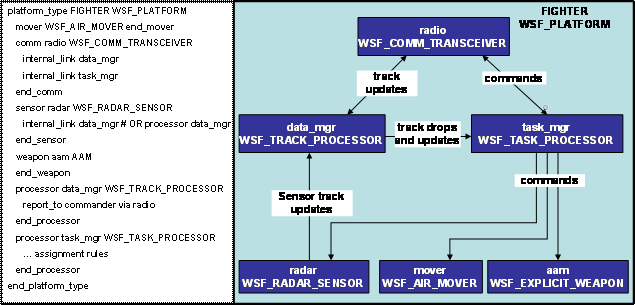 platform_type FIGHTER WSF_PLATFORM
mover WSF_AIR_MOVER end_mover
comm radio WSF_COMM_TRANSCEIVER
internal_link data_mgr
internal_link task_mgr
end_comm
sensor radar WSF_RADAR_SENSOR
internal_link data_mgr # OR processor data_mgr
end_sensor
weapon aam AAM
end_weapon
processor data_mgr WSF_TRACK_PROCESSOR
report_to commander via radio
end_processor
processor task_mgr WSF_TASK_PROCESSOR
... assignment rules
end_processor
end_platform_type
FIGHTER
WSF_PLATFORM
radio
WSF_COMM_TRANSCEIVER
track
updates
commands
data_mgr
WSF_TRACK_PROCESSOR
track drops
and updates
task_mgr
WSF_TASK_PROCESSOR
commands
Sensor track
updates
radar
WSF_RADAR_SENSOR
mover
WSF_AIR_MOVER
aam
WSF_EXPLICIT_WEAPON